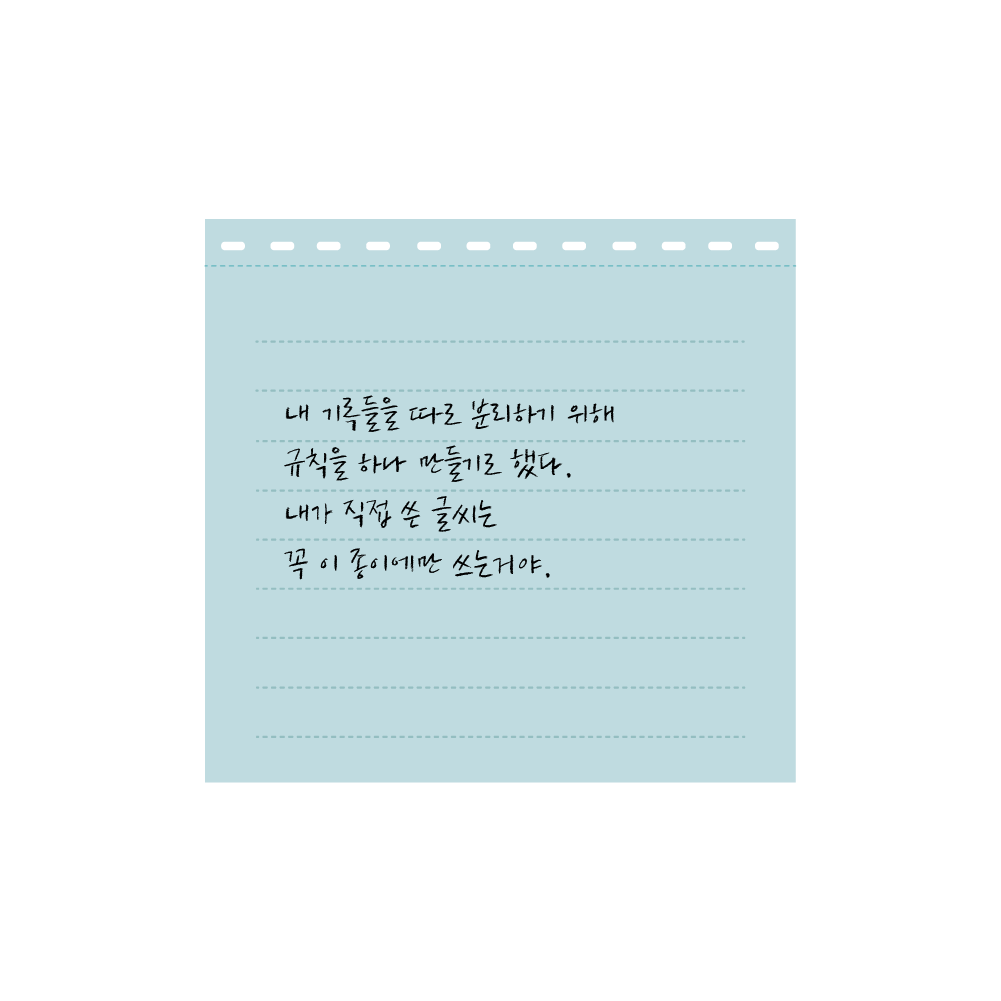 내 기록들을 따로 분리하기 위해
규칙을 하나 만들기로 했다.
내가 직접 쓴 글씨는
꼭 이 종이에만 쓰는거야.